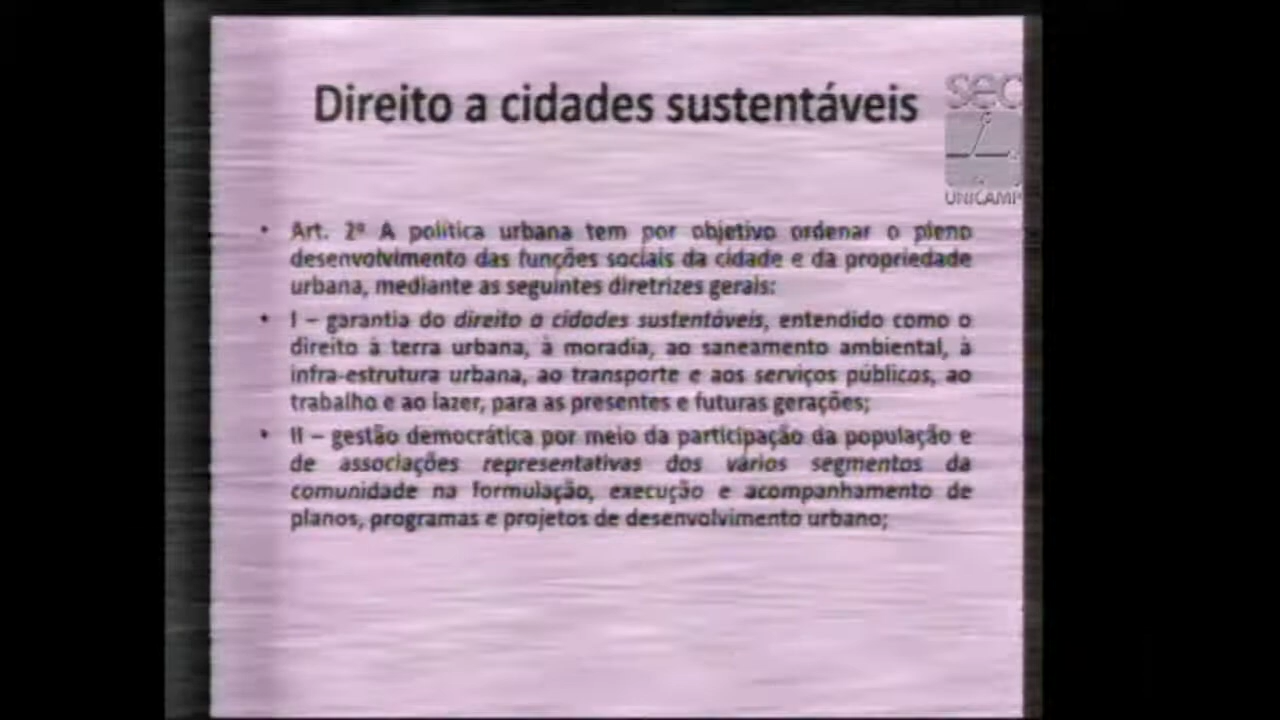 Direito a cidades sustentáveis
sec
UNICAMP
• Art. 2º A política urbana tem por objetivo ordenar o pleno
desenvolvimento das funções sociais da cidade e da propriedade
urbana, mediante as seguintes diretrizes gerais:
• I – garantia do direito a cidades sustentáveis, entendido como o
direito à terra urbana, à moradia, ao saneamento ambiental, à
infra-estrutura urbana, ao transporte e aos serviços públicos, ao
trabalho e ao lazer, para as presentes e futuras gerações;
• II – gestão democrática por meio da participação da população e
de associações representativas dos vários segmentos da
comunidade na formulação, execução e acompanhamento de
planos, programas e projetos de desenvolvimento urbano;